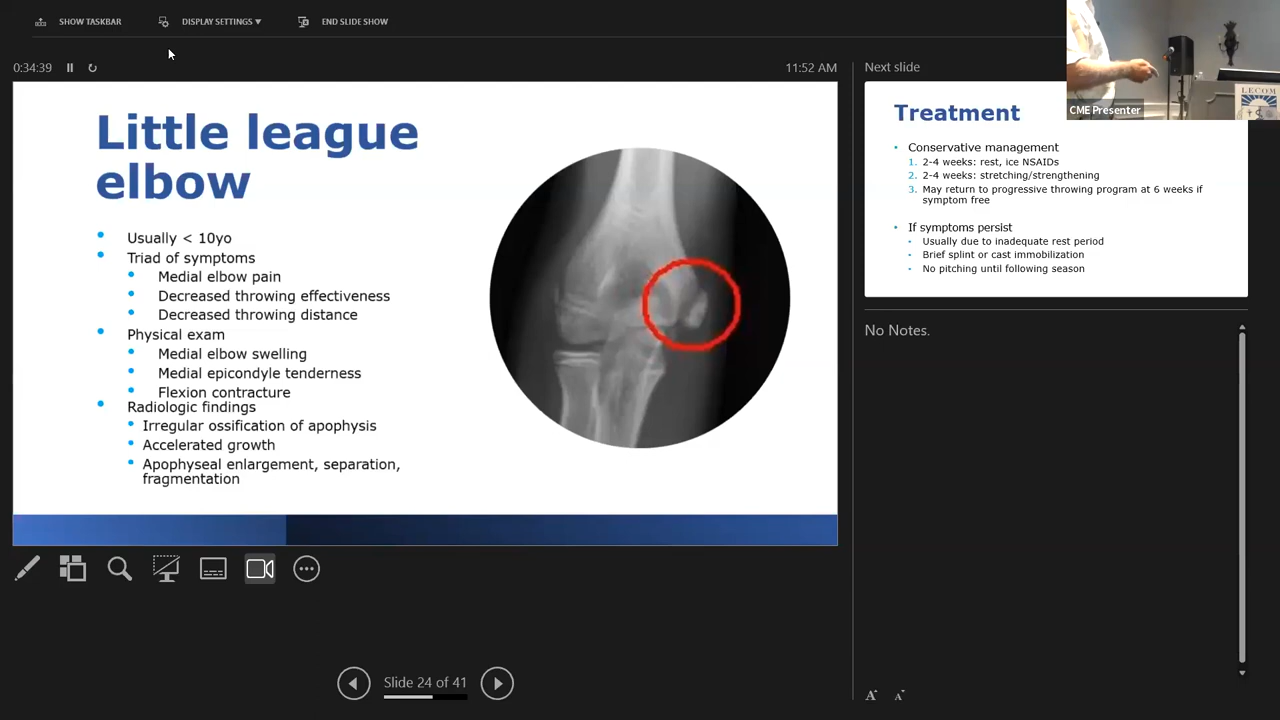 SHOW TASKBAR
DISPLAY SETTINGS
END SLIDE SHOW
0:34:39
11:52 AM
Little league
elbow
Usually < 10yo
Triad of symptoms
Medial elbow pain
Decreased throwing effectiveness
Decreased throwing distance
Physical exam
Medial elbow swelling
Medial epicondyle tenderness
Flexion contracture
Radiologic findings
Irregular ossification of apophysis
Accelerated growth
Apophyseal enlargement, separation,
fragmentation
Slide 24 of 41
Next slide
Treatment
Conservative management
1. 2-4 weeks: rest, ice NSAIDs
2. 2-4 weeks: stretching/strengthening
3. May return to progressive throwing program at 6 weeks if
symptom free
If symptoms persist
Usually due to inadequate rest period
Brief splint or cast immobilization
No pitching until following season
No Notes.
A A
CME Presenter
LECOM